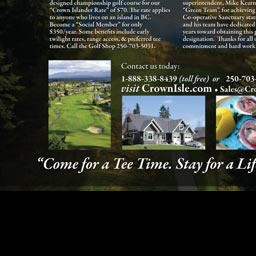 designed championship golf course for our
"Crown Islander Rate" of $70. The rate applies
to anyone who lives on an island in BC.
Become a "Social Member" for only
$350/year. Some benefits include early
twilight rates, range access, & preferred tee
times. Call the Golf Shop 250-703-5031.
superintendent, Mike Kearn
"Green Team", for achieving
Co-operative Sanctuary stat
and his team have dedicated
years toward obtaining this p
designation. Thanks for all o
commitment and hard work
Contact us today:
1-888-338-8439 (toll free) or 250-703-
visit CrownIsle.com • Sales@Cro
"Come for a Tee Time. Stay for a Lif